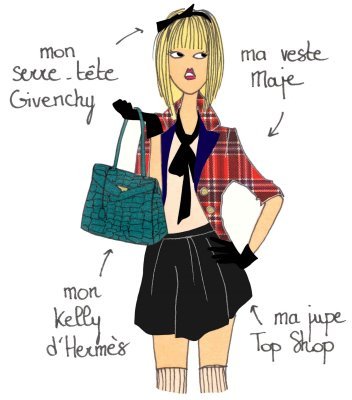 mon
serre-tête
Givenchy
ma veste
Maje
mon
Kelly
d'Hermès
ma jupe
Top Shop